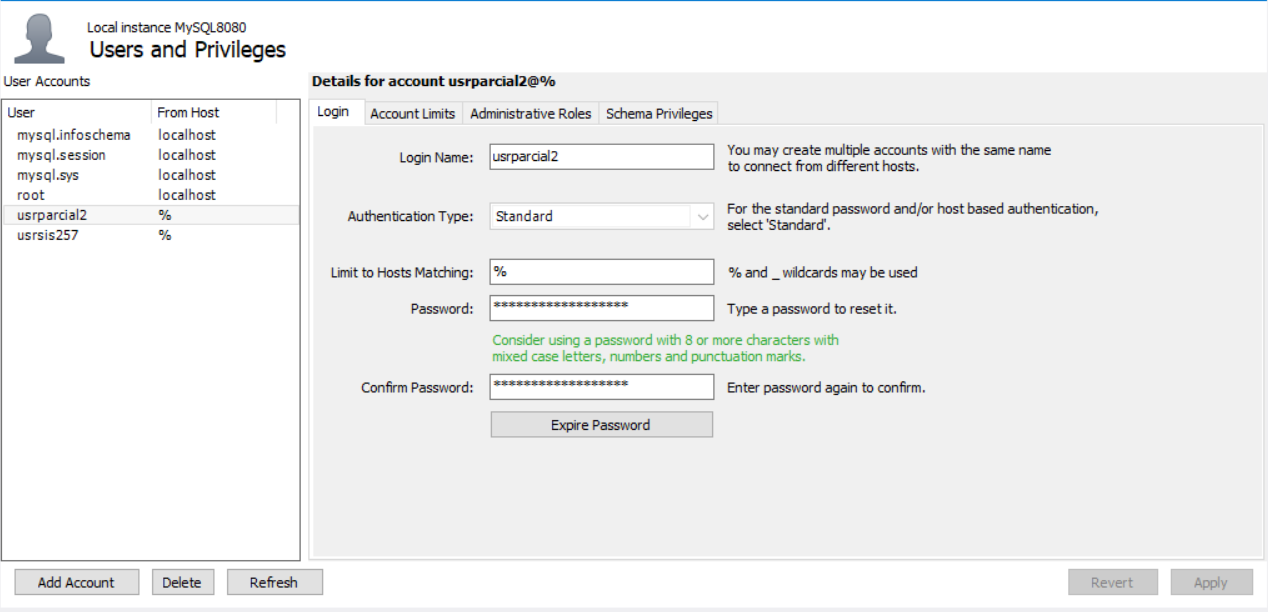 Local instance MySQL8080
Users and Privileges
User Accounts
User From Host
mysql.infoschema localhost
mysql.session localhost
mysql.sys localhost
root localhost
usrparcial2 %
usrsis257 %
Add Account Delete Refresh
Details for account usrparcial2@%
Login Account Limits Administrative Roles Schema Privileges
Login Name: usrparcial2 You may create multiple accounts with the same name
to connect from different hosts.
Authentication Type: Standard For the standard password and/or host based authentication,
select 'Standard'.
Limit to Hosts Matching: % % and _ wildcards may be used
Password: ****************** Type a password to reset it.
Consider using a password with 8 or more characters with
mixed case letters, numbers and punctuation marks.
Confirm Password: ****************** Enter password again to confirm.
Expire Password
Revert Apply